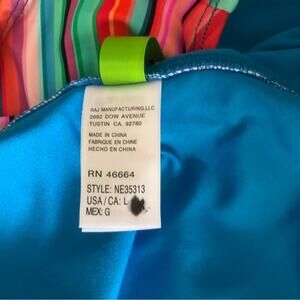 RAJ MANUFACTURING,LLC
2692 DOW AVENUE
TUSTIN CA. 92780
MADE IN CHINA
FABRIQUE EN CHINE
HECHO EN CHINA
RN 46664
STYLE: NE35313
USA/CA: L
MEX: G